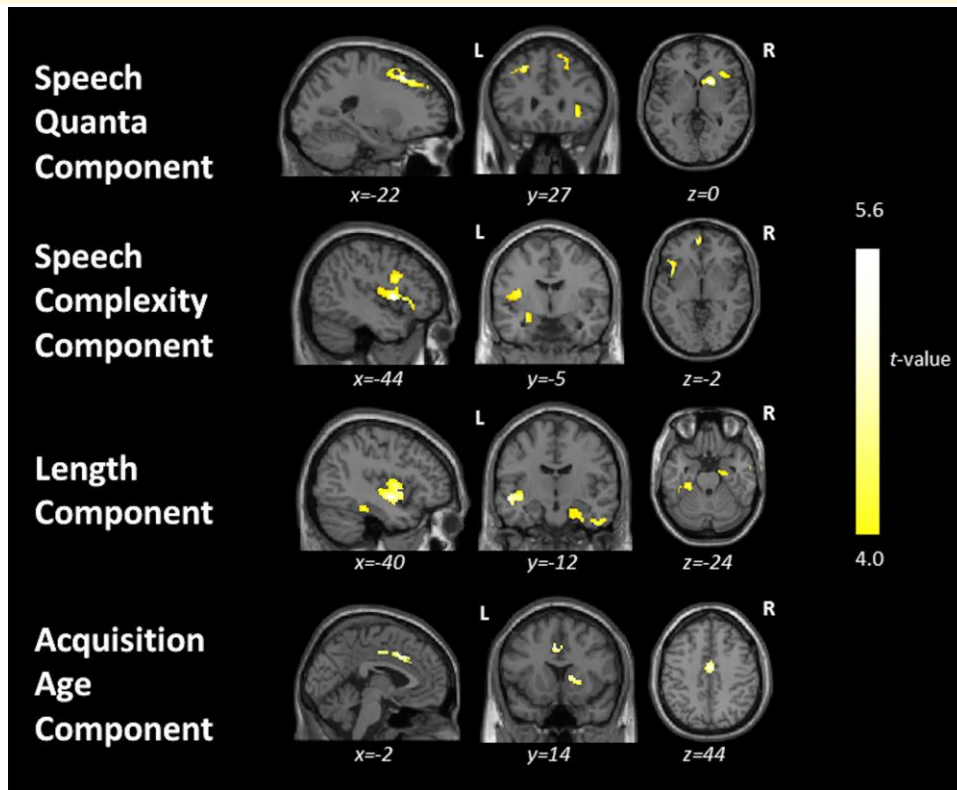 Speech
Quanta
Component
L
R
x=-22
y=27
z=0
Speech
Complexity
Component
L
R
x=-44
y=-5
z=-2
Length
Component
L
R
x=-40
y=-12
z=-24
Acquisition
Age
Component
L
R
x=-2
y=14
z=44
5.6
t-value
4.0